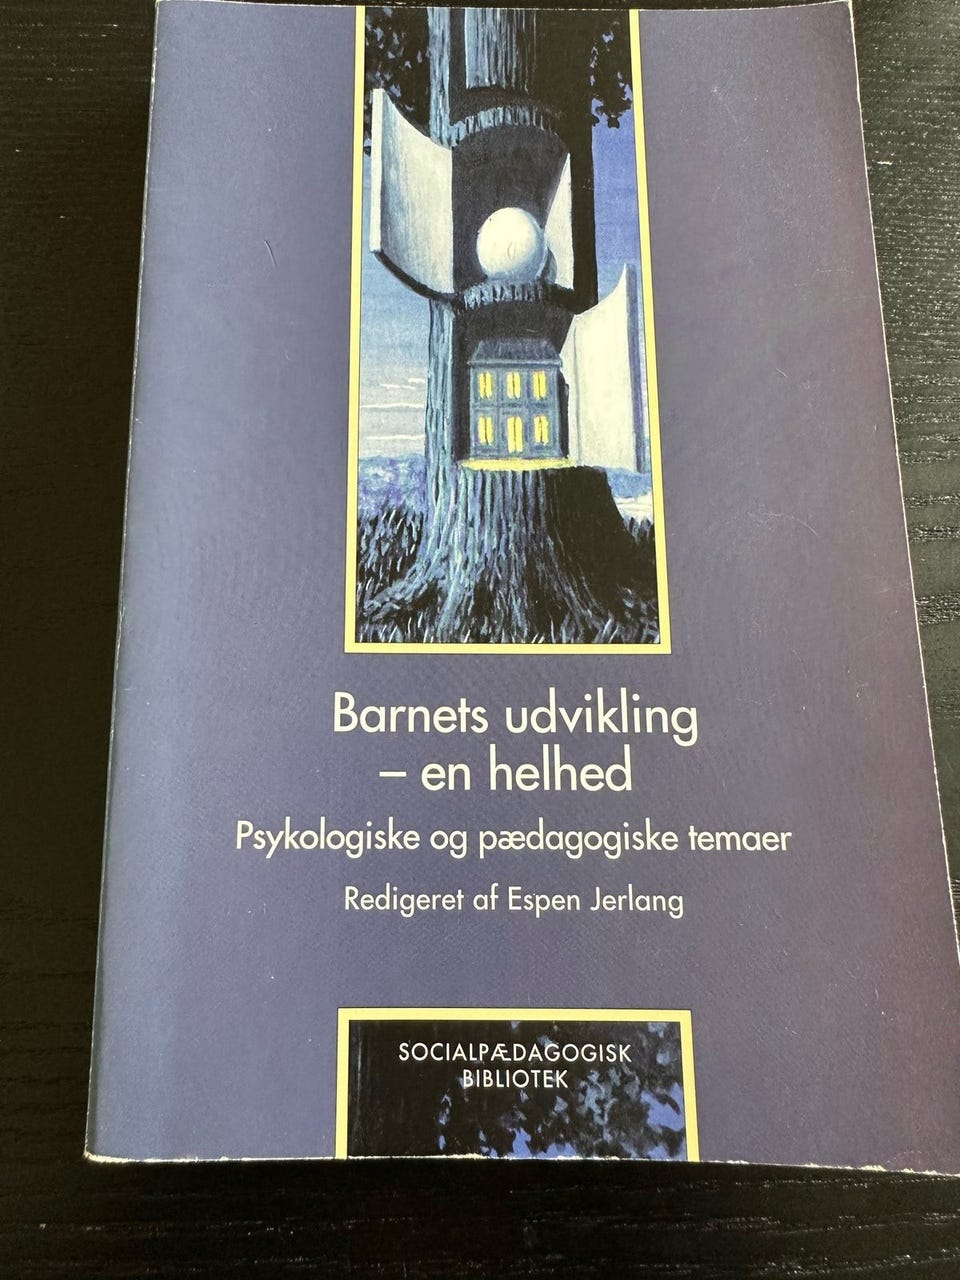 Barnets udvikling
– en helhed
Psykologiske og pædagogiske temaer
Redigeret af Espen Jerlang
SOCIALPÆDAGOGISK
BIBLIOTEK